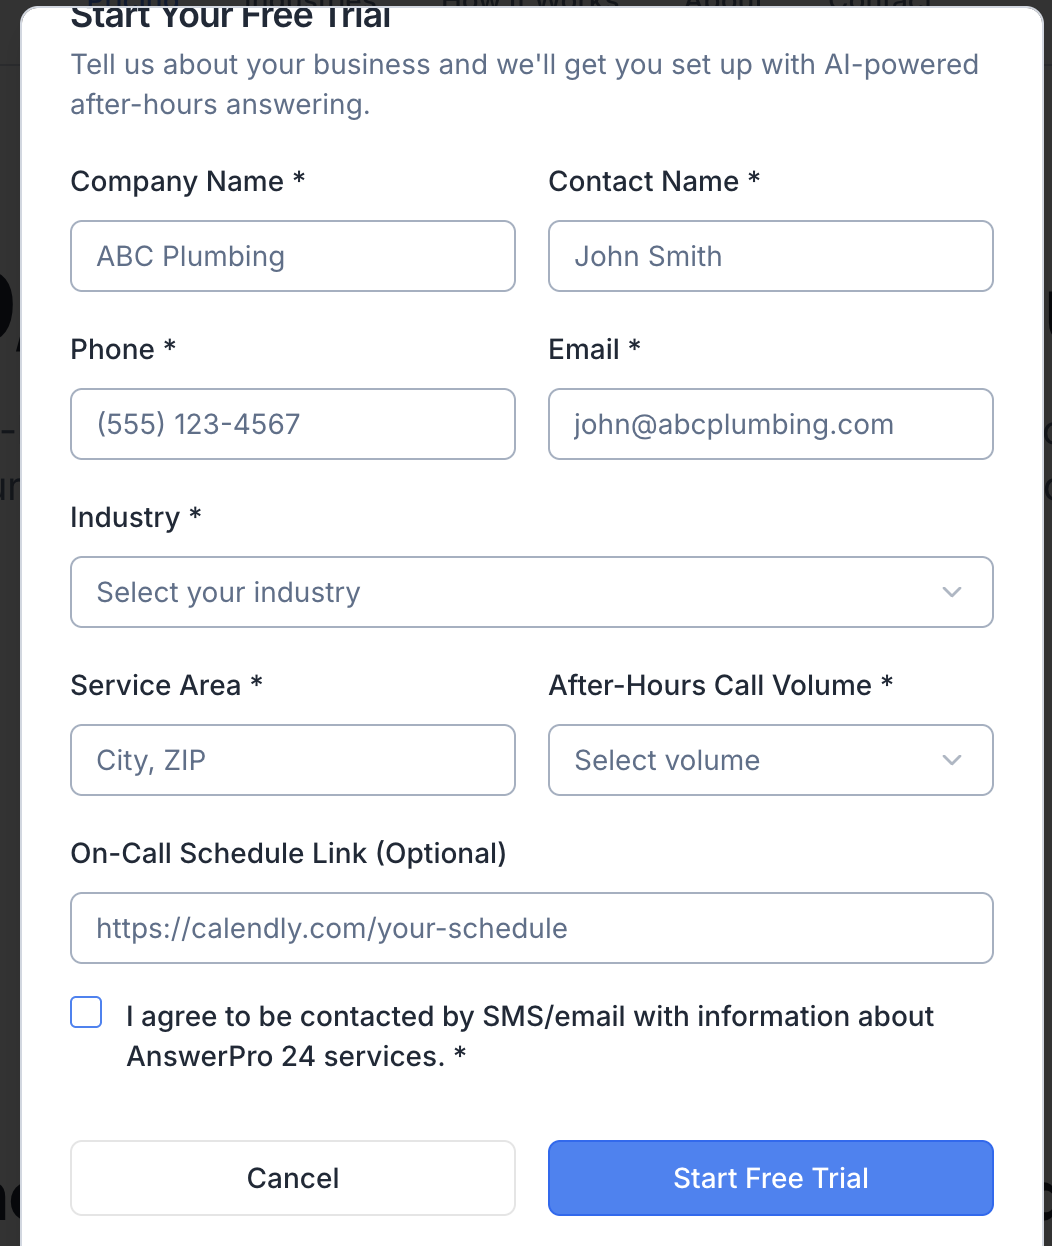 Start Your Free Trial
Tell us about your business and we'll get you set up with AI-powered
after-hours answering.
Company Name *
Contact Name *
ABC Plumbing
John Smith
Phone *
Email *
(555) 123-4567
john@abcplumbing.com
Industry *
Select your industry
Service Area *
After-Hours Call Volume *
City, ZIP
Select volume
On-Call Schedule Link (Optional)
https://calendly.com/your-schedule
I agree to be contacted by SMS/email with information about
AnswerPro 24 services. *
Cancel
Start Free Trial